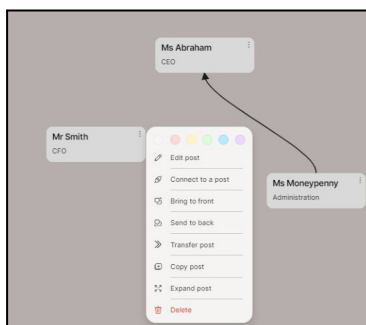 Ms Abraham
CEO
Mr Smith
CFO
Edit post
Connect to a post
Ms Moneypenny
Administration
Bring to front
Send to back
Transfer post
Copy post
Expand post
Delete